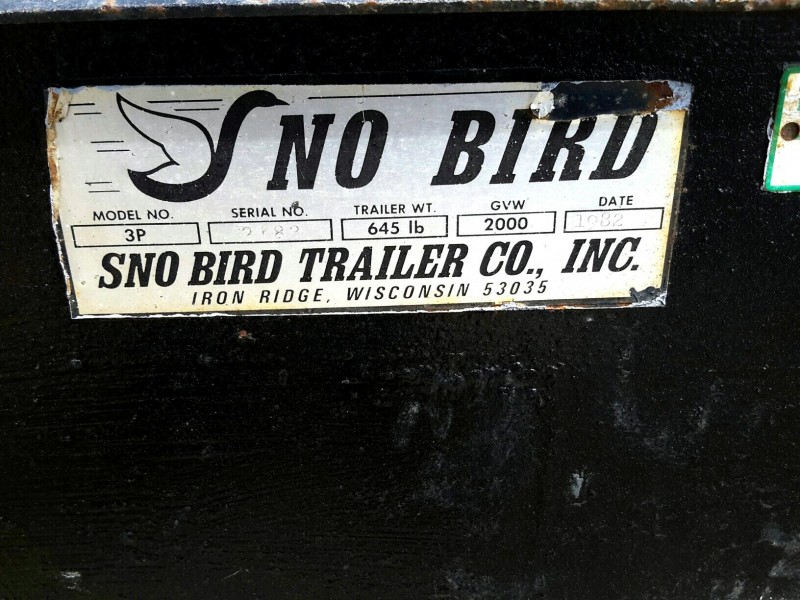 SNO BIRD
MODEL NO. SERIAL NO. TRAILER WT. GVW DATE
3P 645 lb 2000 1982
SNO BIRD TRAILER CO., INC.
IRON RIDGE, WISCONSIN 53035